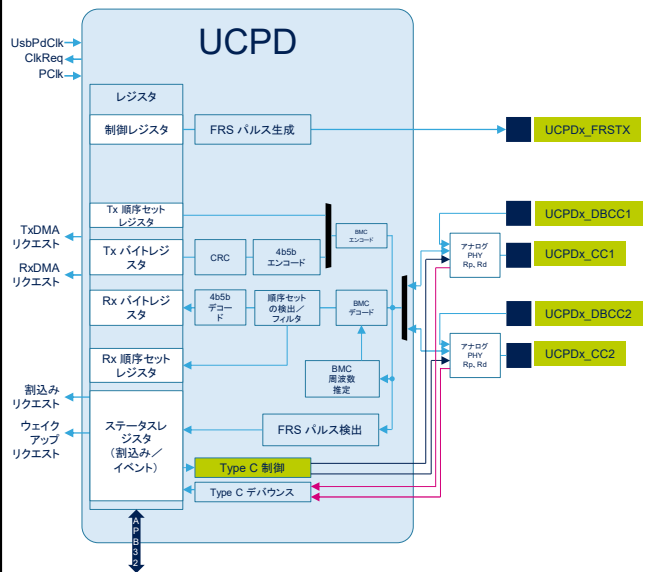 UCPD
UsbPdClk
ClkReq
PClk
レジスタ
制御レジスタ
FRS パルス生成
UCPDx_FRSTX
Tx 順序セット
レジスタ
TxDMA
リクエスト
BMC
エンコード
UCPDx_DBCC1
Tx バイトレジ
スタ
CRC
4b5b
エンコード
アナログ
PHY
Rp、Rd
UCPDx_CC1
RxDMA
リクエスト
Rx バイトレジ
スタ
4b5b
デコー
ド
順序セット
の検出／
フィルタ
BMC
デコード
UCPDx_DBCC2
Rx 順序セット
レジスタ
BMC
周波数
推定
アナログ
PHY
Rp、Rd
UCPDx_CC2
割込み
リクエスト
ウェイク
アップ
リクエスト
ステータスレ
ジスタ
（割込み／
イベント）
FRS パルス検出
Type C 制御
Type C デバウンス
APB32